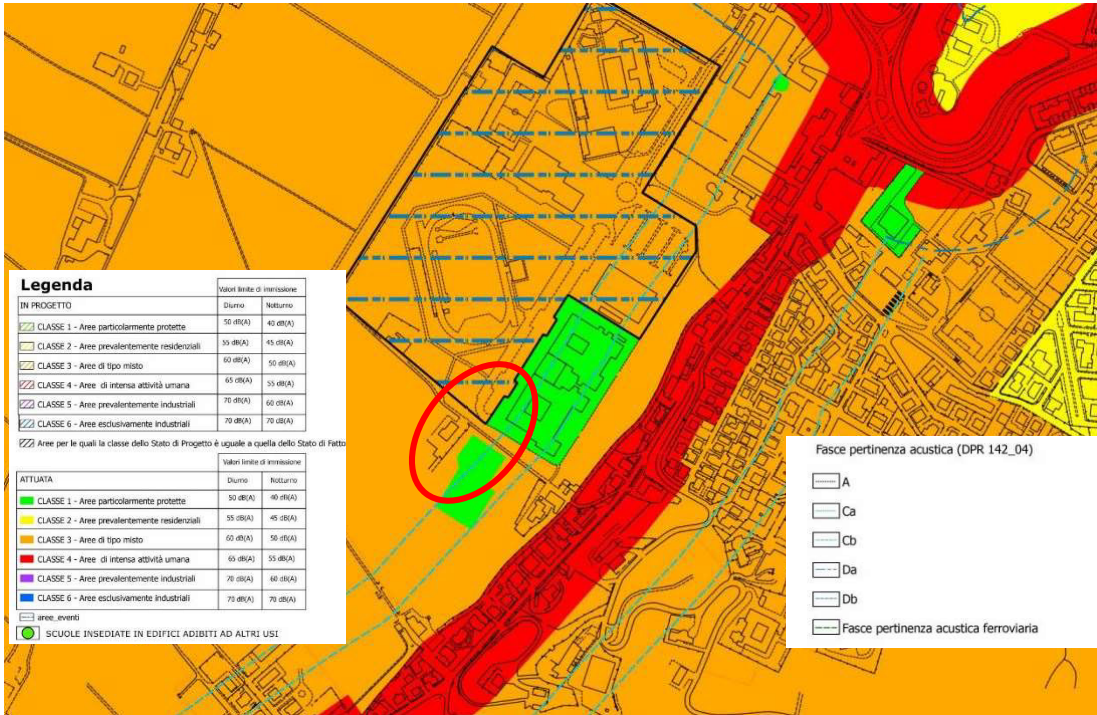 Legenda
Valori limite di immissione
IN PROGETTO
Diurno
Notturno
CLASSE 1 - Aree particolarmente protette
50 dB(A)
40 dB(A)
CLASSE 2 - Aree prevalentemente residenziali
55 dB(A)
45 dB(A)
CLASSE 3 - Aree di tipo misto
60 dB(A)
50 dB(A)
CLASSE 4 - Aree di intensa attività umana
65 dB(A)
55 dB(A)
CLASSE 5 - Aree prevalentemente industriali
70 dB(A)
60 dB(A)
CLASSE 6 - Aree esclusivamente industriali
70 dB(A)
70 dB(A)
Aree per le quali la classe dello Stato di Progetto è uguale a quella dello Stato di Fatto
Valori limite di immissione
ATTUATA
Diurno
Notturno
CLASSE 1 - Aree particolarmente protette
50 dB(A)
40 dB(A)
CLASSE 2 - Aree prevalentemente residenziali
55 dB(A)
45 dB(A)
CLASSE 3 - Aree di tipo misto
60 dB(A)
50 dB(A)
CLASSE 4 - Aree di intensa attività umana
65 dB(A)
55 dB(A)
CLASSE 5 - Aree prevalentemente industriali
70 dB(A)
60 dB(A)
CLASSE 6 - Aree esclusivamente industriali
70 dB(A)
70 dB(A)
aree_eventi
SCUOLE INSEDIATE IN EDIFICI ADIBITI AD ALTRI USI
Fasce pertinenza acustica (DPR 142_04)
A
Ca
Cb
Da
Db
Fasce pertinenza acustica ferroviaria